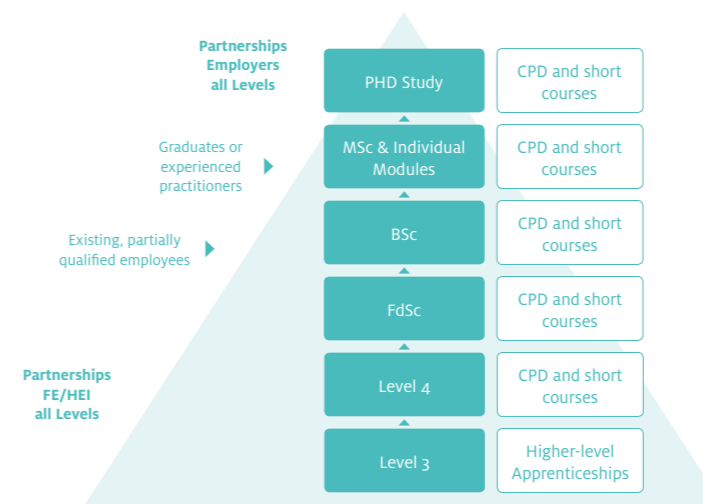 Partnerships
Employers
all Levels
PHD Study
CPD and short
courses
Graduates or
experienced
practitioners
MSc & Individual
Modules
CPD and short
courses
Existing, partially
qualified employees
BSc
CPD and short
courses
FdSc
CPD and short
courses
Partnerships
FE/HEI
all Levels
Level 4
CPD and short
courses
Level 3
Higher-level
Apprenticeships